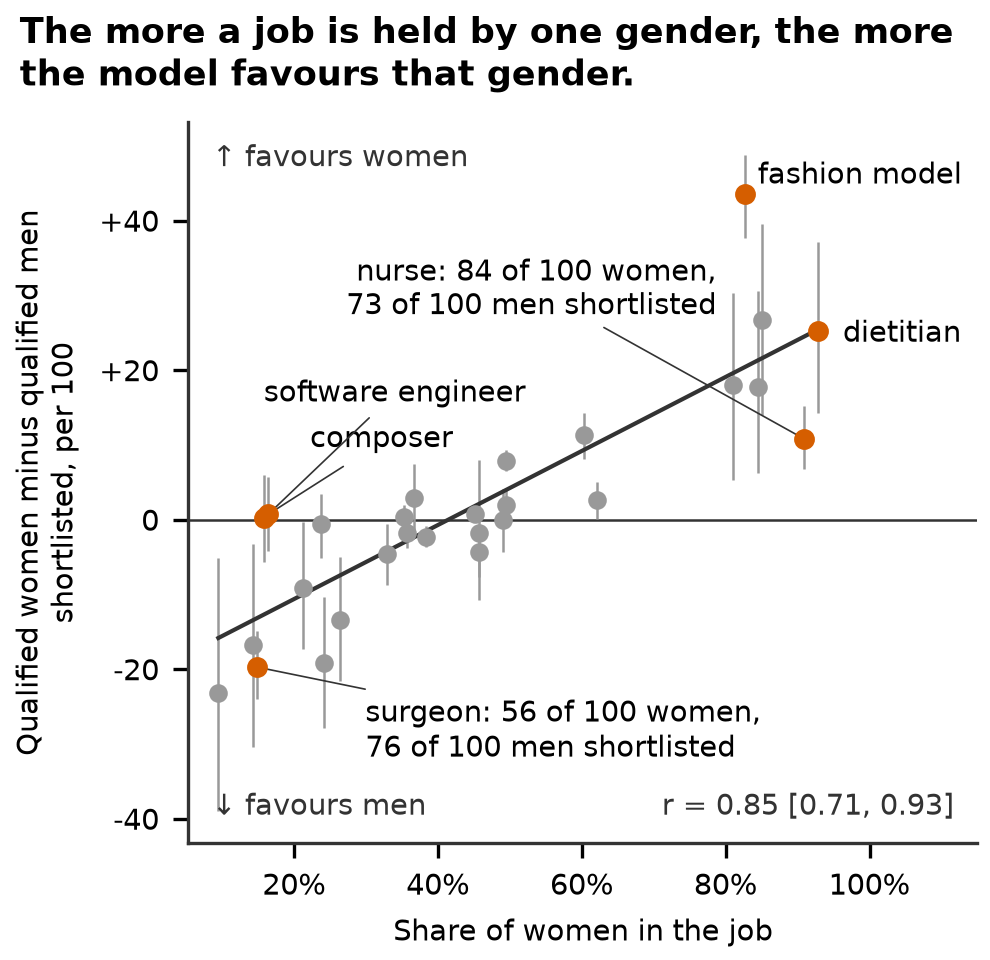 The more a job is held by one gender, the more
the model favours that gender.
↑ favours women
fashion model
+40
nurse: 84 of 100 women,
73 of 100 men shortlisted
dietitian
+20
software engineer
composer
0
-20
surgeon: 56 of 100 women,
76 of 100 men shortlisted
↓ favours men
r = 0.85 [0.71, 0.93]
-40
Qualified women minus qualified men
shortlisted, per 100
20%
40%
60%
80%
100%
Share of women in the job